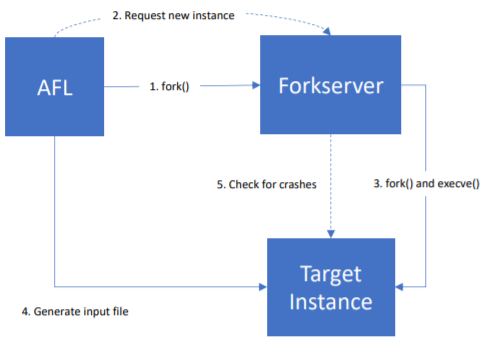 2. Request new instance
AFL
1. fork()
Forkserver
5. Check for crashes
3. fork() and execve()
Target
Instance
4. Generate input file